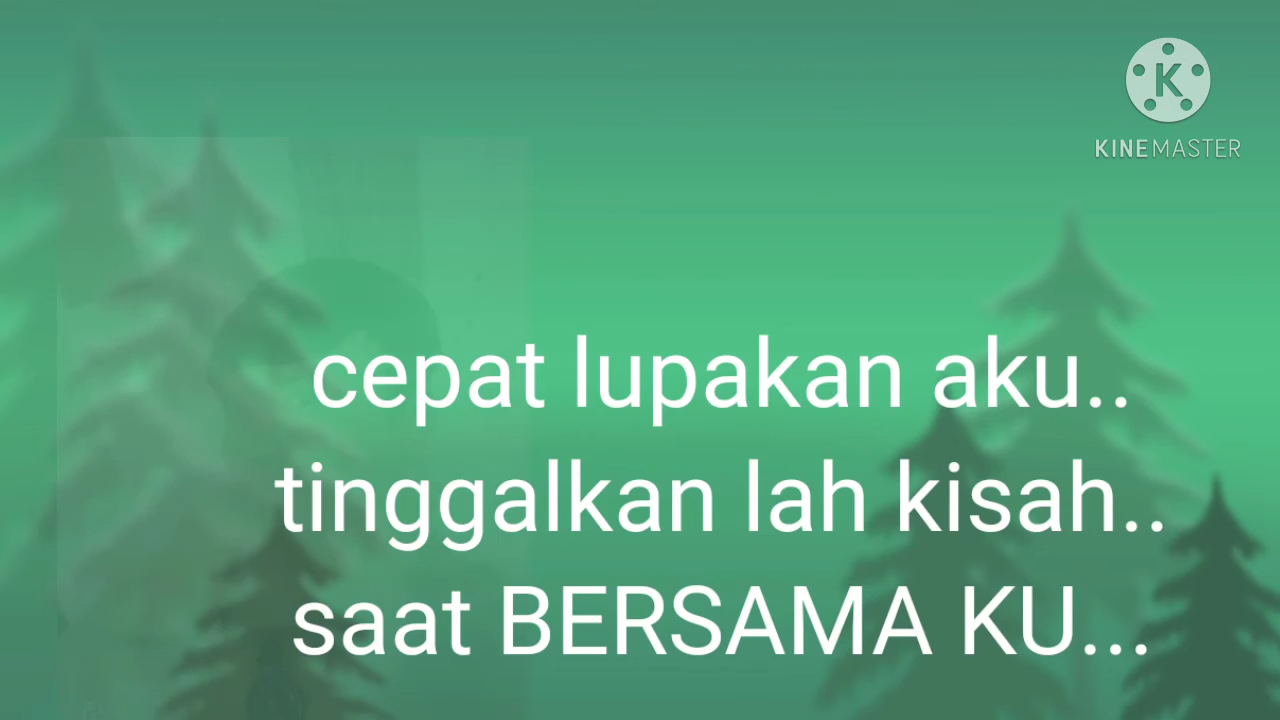 K
KINEMASTER
cepat lupakan aku..
tinggalkan lah kisah..
saat BERSAMA KU...